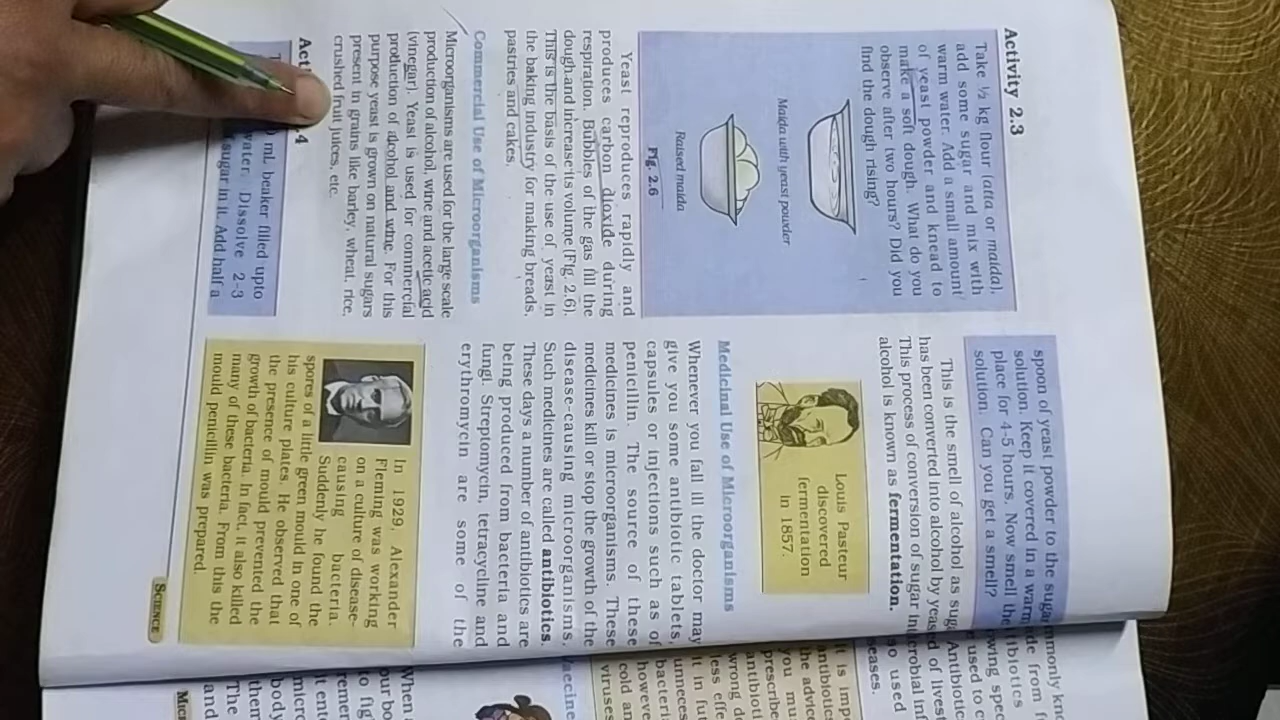 Activity 2.3
Take ½ kg flour (atta or maida),
add some sugar and mix with
warm water. Add a small amount
of yeast powder and knead to
make a soft dough. What do you
observe after two hours? Did you
find the dough rising?
Maida with yeast powder
Raised maida
Fig. 2.6
Yeast reproduces rapidly and
produces carbon dioxide during
respiration. Bubbles of the gas fill the
dough and increase its volume (Fig 2.6).
This is the basis of the use of yeast in
the baking industry for making breads,
pastries and cakes.
Commercial Use of Microorganisms
Microorganisms are used for the large scale
production of alcohol, wine and acetic acid
(vinegar). Yeast is used for commercial
production of alcohol and wine. For this
purpose yeast is grown on natural sugars
present in grains like barley, wheat, rice,
crushed fruit juices, etc.
Act 4
mL beaker filled upto
water. Dissolve 2-3
sugar in it. Add half a
spoon of yeast powder to the sugar
solution. Keep it covered in a warm
place for 4-5 hours. Now smell the
solution. Can you get a smell?
This is the smell of alcohol as sugar
has been converted into alcohol by yeast.
This process of conversion of sugar into
alcohol is known as fermentation.
Louis Pasteur
discovered
fermentation
in 1857.
Medicinal Use of Microorganisms
Whenever you fall ill the doctor may
give you some antibiotic tablets,
capsules or injections such as of
penicillin. The source of these
medicines is microorganisms. These
medicines kill or stop the growth of the
disease-causing microorganisms.
Such medicines are called antibiotics.
These days a number of antibiotics are
being produced from bacteria and
fungi. Streptomycin, tetracycline and
erythromycin are some of the
In 1929, Alexander
Fleming was working
on a culture of disease-
causing bacteria.
Suddenly he found the
spores of a little green mould in one of
his culture plates. He observed that
the presence of mould prevented the
growth of bacteria. In fact, it also killed
many of these bacteria. From this the
mould penicillin was prepared.
SCIENCE